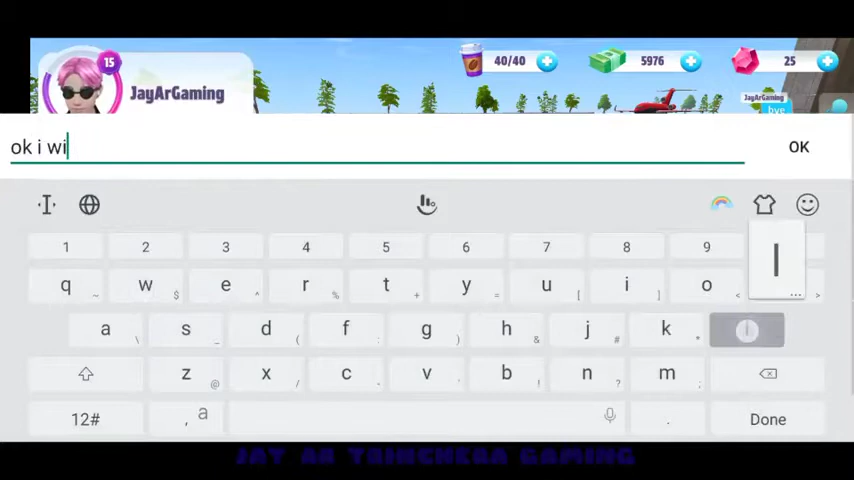 15
JayArGaming
40/40
5976
25
JayArGaming
bye
ok i wi
OK
1 2 3 4 5 6 7 8 9
q w e r t y u i o
~ $ ^ % + = [ ] < >
l
a s d f g h j k
\ _ ( : ) & # *
z x c v b n m
@ / - ' ! ? ;
12# , a . Done
JAY AR TRINCHERA GAMING